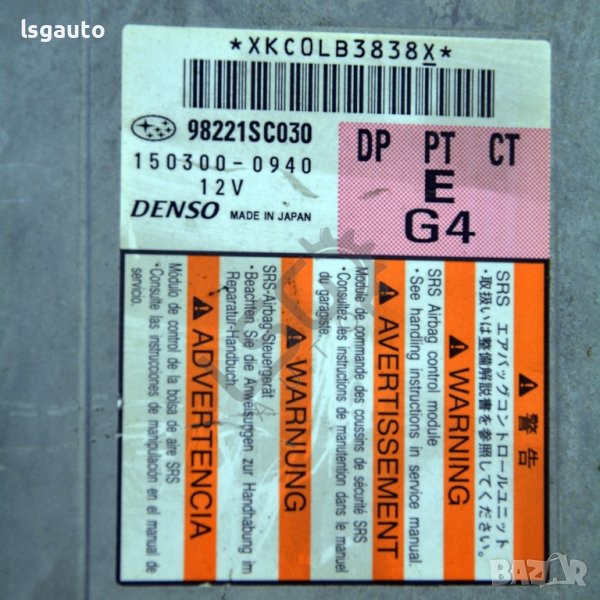 lsgauto
*XKC0LB3838X*
98221SC030
150300-0940
12V
DENSO MADE IN JAPAN
DP PT CT
E
G4
警告
SRS エアバッグコントロールユニット
・取扱いは整備解説書を参照してください。
WARNING
SRS Airbag control module
・See handling instructions in service manual.
AVERTISSEMENT
Module de commande des coussins de sécurité SRS
・Consultez les instructions de manutention dans le manuel
du garagiste.
WARNUNG
SRS-Airbag-Steuergerät
・Beachten Sie die Anweisungen zur Handhabung im
Reparatur-Handbuch.
ADVERTENCIA
Módulo de control de la bolsa de aire SRS
・Consulte las instrucciones de manipulación en el manual de
servicio.
BAZAR